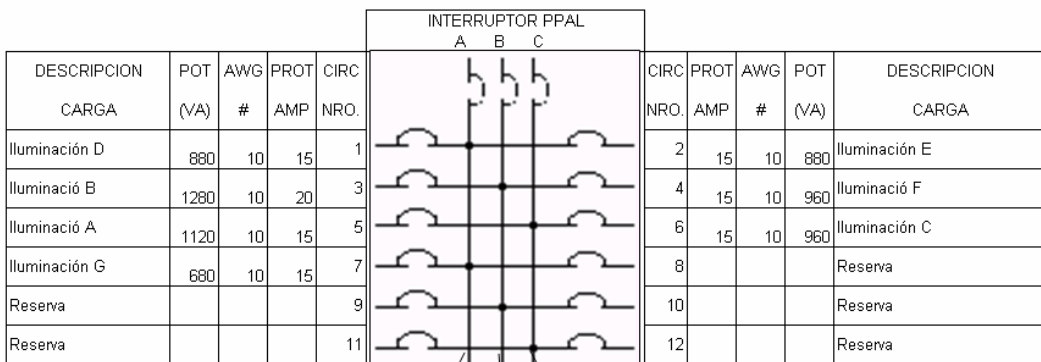 INTERRUPTOR PPAL
A B C
DESCRIPCION POT AWG PROT CIRC CIRC PROT AWG POT DESCRIPCION
CARGA (VA) # AMP NRO. NRO. AMP # (VA) CARGA
Iluminación D 880 10 15 1 2 15 10 880 Iluminación E
Iluminació B 1280 10 20 3 4 15 10 960 Iluminació F
Iluminació A 1120 10 15 5 6 15 10 960 Iluminación C
Iluminación G 680 10 15 7 8 Reserva
Reserva 9 10 Reserva
Reserva 11 12 Reserva